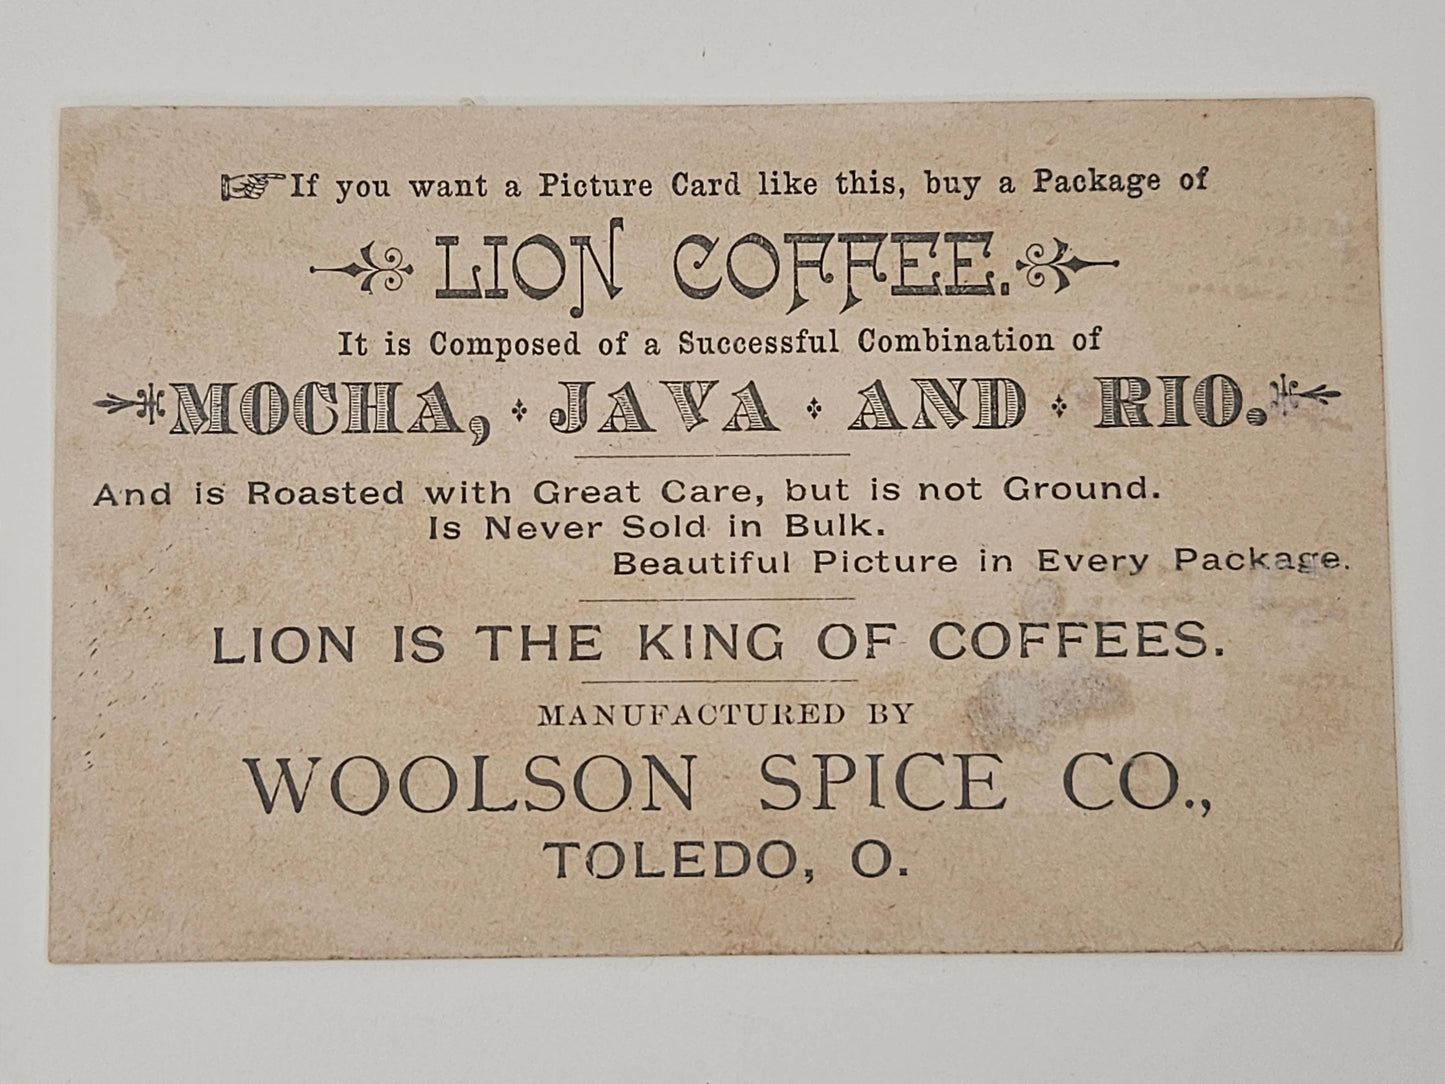 If you want a Picture Card like this, buy a Package of
LION COFFEE.
It is Composed of a Successful Combination of
MOCHA, JAVA AND RIO.
And is Roasted with Great Care, but is not Ground.
Is Never Sold in Bulk.
Beautiful Picture in Every Package.
LION IS THE KING OF COFFEES.
MANUFACTURED BY
WOOLSON SPICE CO.,
TOLEDO, O.